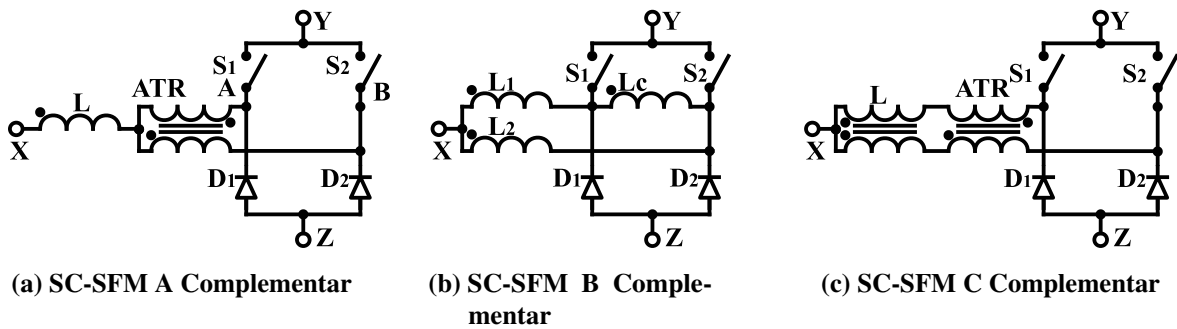 Y
S1
S2
ATR
A
B
L
X
D1
D2
Z
(a) SC-SFM A Complementar
Y
S1
S2
L1
Lc
L2
X
D1
D2
Z
(b) SC-SFM B Comple-
mentar
Y
S1
S2
L
ATR
X
D1
D2
Z
(c) SC-SFM C Complementar